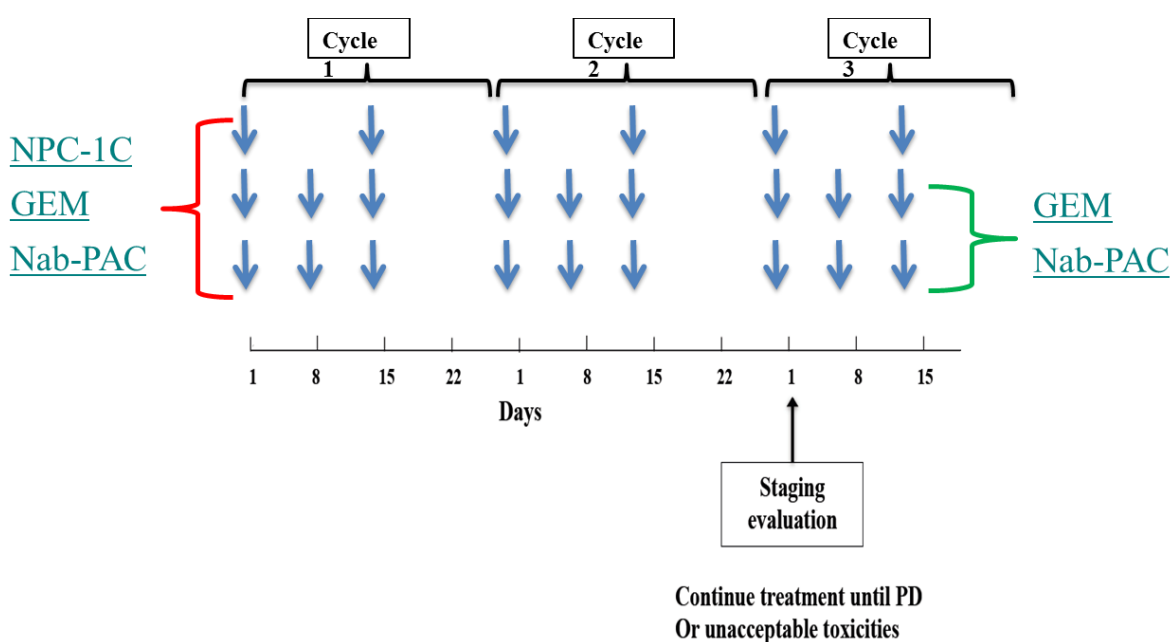 Cycle
1
Cycle
2
Cycle
3
NPC-1C
GEM
Nab-PAC
GEM
Nab-PAC
1 8 15 22 1 8 15 22 1 8 15
Days
Staging
evaluation
Continue treatment until PD
Or unacceptable toxicities